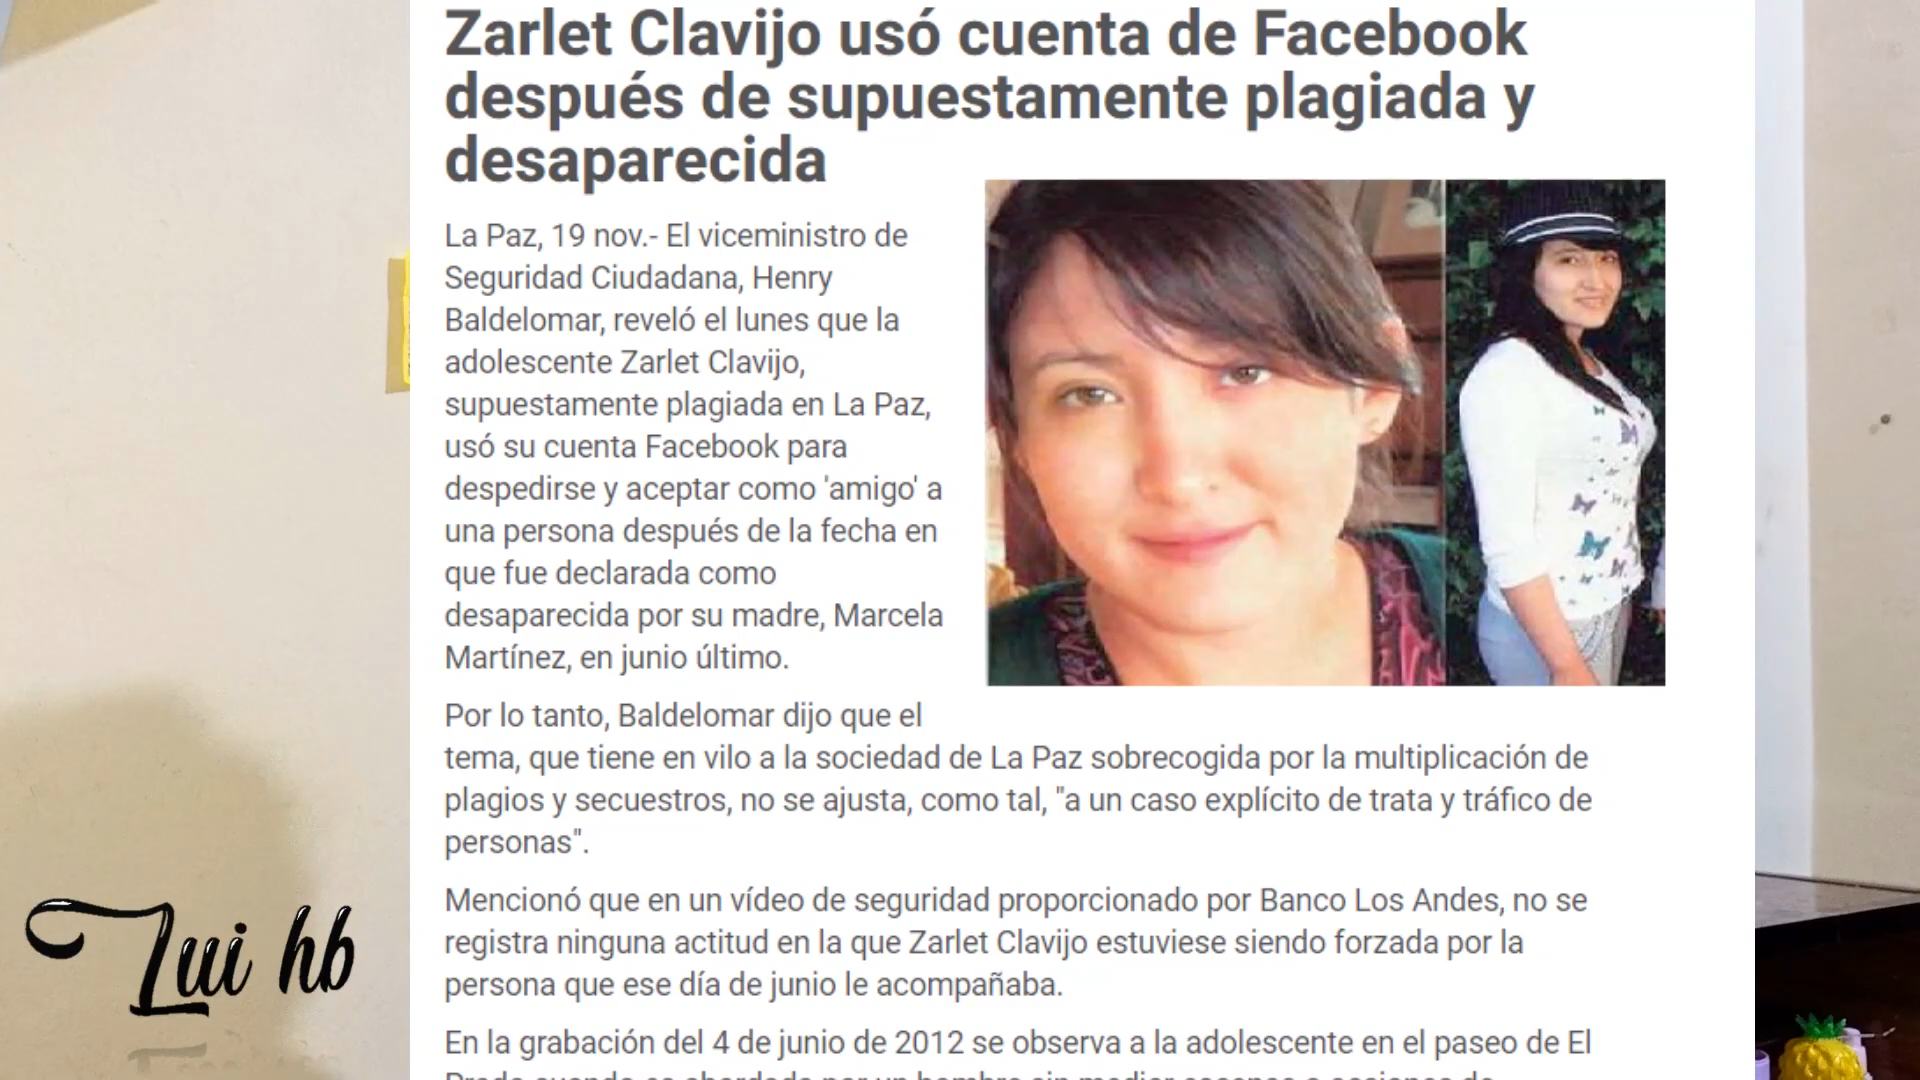 Zarlet Clavijo usó cuenta de Facebook
después de supuestamente plagiada y
desaparecida
La Paz, 19 nov.- El viceministro de
Seguridad Ciudadana, Henry
Baldelomar, reveló el lunes que la
adolescente Zarlet Clavijo,
supuestamente plagiada en La Paz,
usó su cuenta Facebook para
despedirse y aceptar como 'amigo' a
una persona después de la fecha en
que fue declarada como
desaparecida por su madre, Marcela
Martínez, en junio último.
Por lo tanto, Baldelomar dijo que el
tema, que tiene en vilo a la sociedad de La Paz sobrecogida por la multiplicación de
plagios y secuestros, no se ajusta, como tal, "a un caso explícito de trata y tráfico de
personas".
Mencionó que en un vídeo de seguridad proporcionado por Banco Los Andes, no se
registra ninguna actitud en la que Zarlet Clavijo estuviese siendo forzada por la
persona que ese día de junio le acompañaba.
En la grabación del 4 de junio de 2012 se observa a la adolescente en el paseo de El
Lui hb